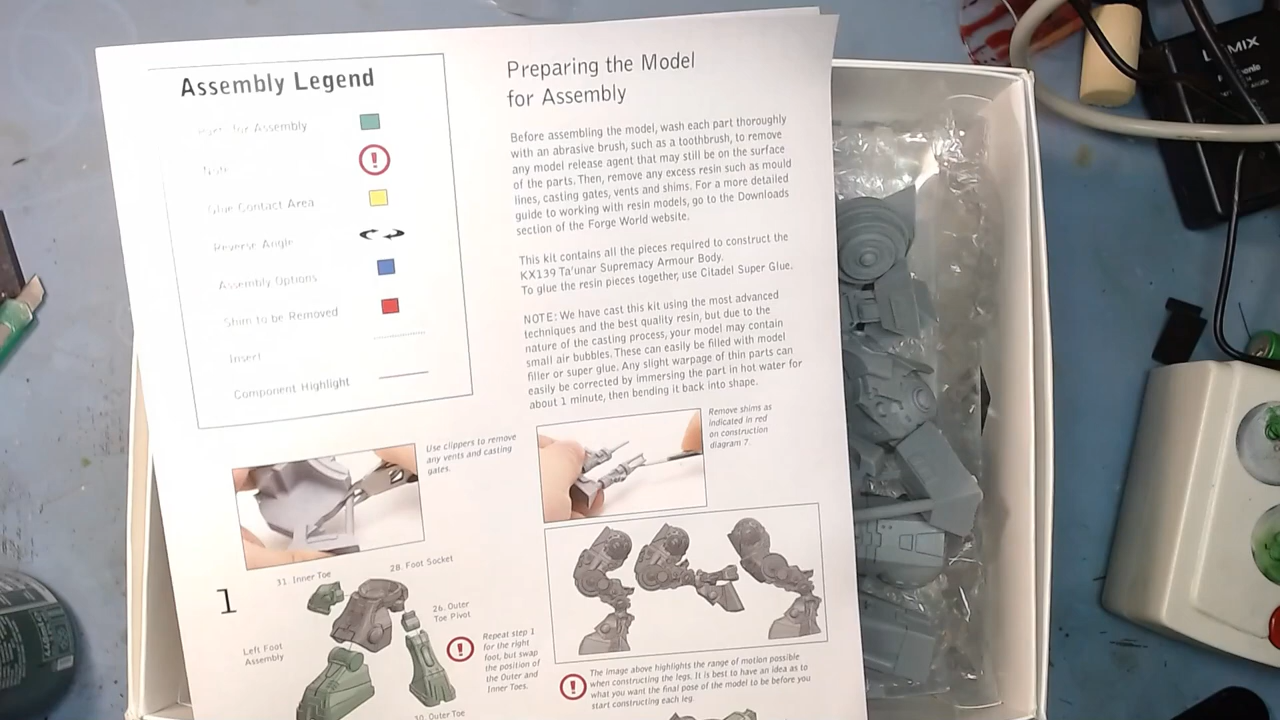 Assembly Legend
for Assembly
Note
Glue Contact Area
Reverse Angle
Assembly Options
Shim to be Removed
Insert
Component Highlight
Preparing the Model
for Assembly
Before assembling the model, wash each part thoroughly
with an abrasive brush, such as a toothbrush, to remove
any model release agent that may still be on the surface
of the parts. Then, remove any excess resin such as mould
lines, casting gates, vents and shims. For a more detailed
guide to working with resin models, go to the Downloads
section of the Forge World website.
This kit contains all the pieces required to construct the
KX139 Ta'unar Supremacy Armour Body.
To glue the resin pieces together, use Citadel Super Glue.
NOTE: We have cast this kit using the most advanced
techniques and the best quality resin, but due to the
nature of the casting process, your model may contain
small air bubbles. These can easily be filled with model
filler or super glue. Any slight warpage of thin parts can
easily be corrected by immersing the part in hot water for
about 1 minute, then bending it back into shape.
Use clippers to remove
any vents and casting
gates.
Remove shims as
indicated in red
on construction
diagram 7.
1
31. Inner Toe
28. Foot Socket
26. Outer
Toe Pivot
Left Foot
Assembly
Repeat step 1
for the right
foot, but swap
the position of
the Outer and
Inner Toes.
30. Outer Toe
The image above highlights the range of motion possible
when constructing the legs. It is best to have an idea as to
what you want the final pose of the model to be before you
start constructing each leg.